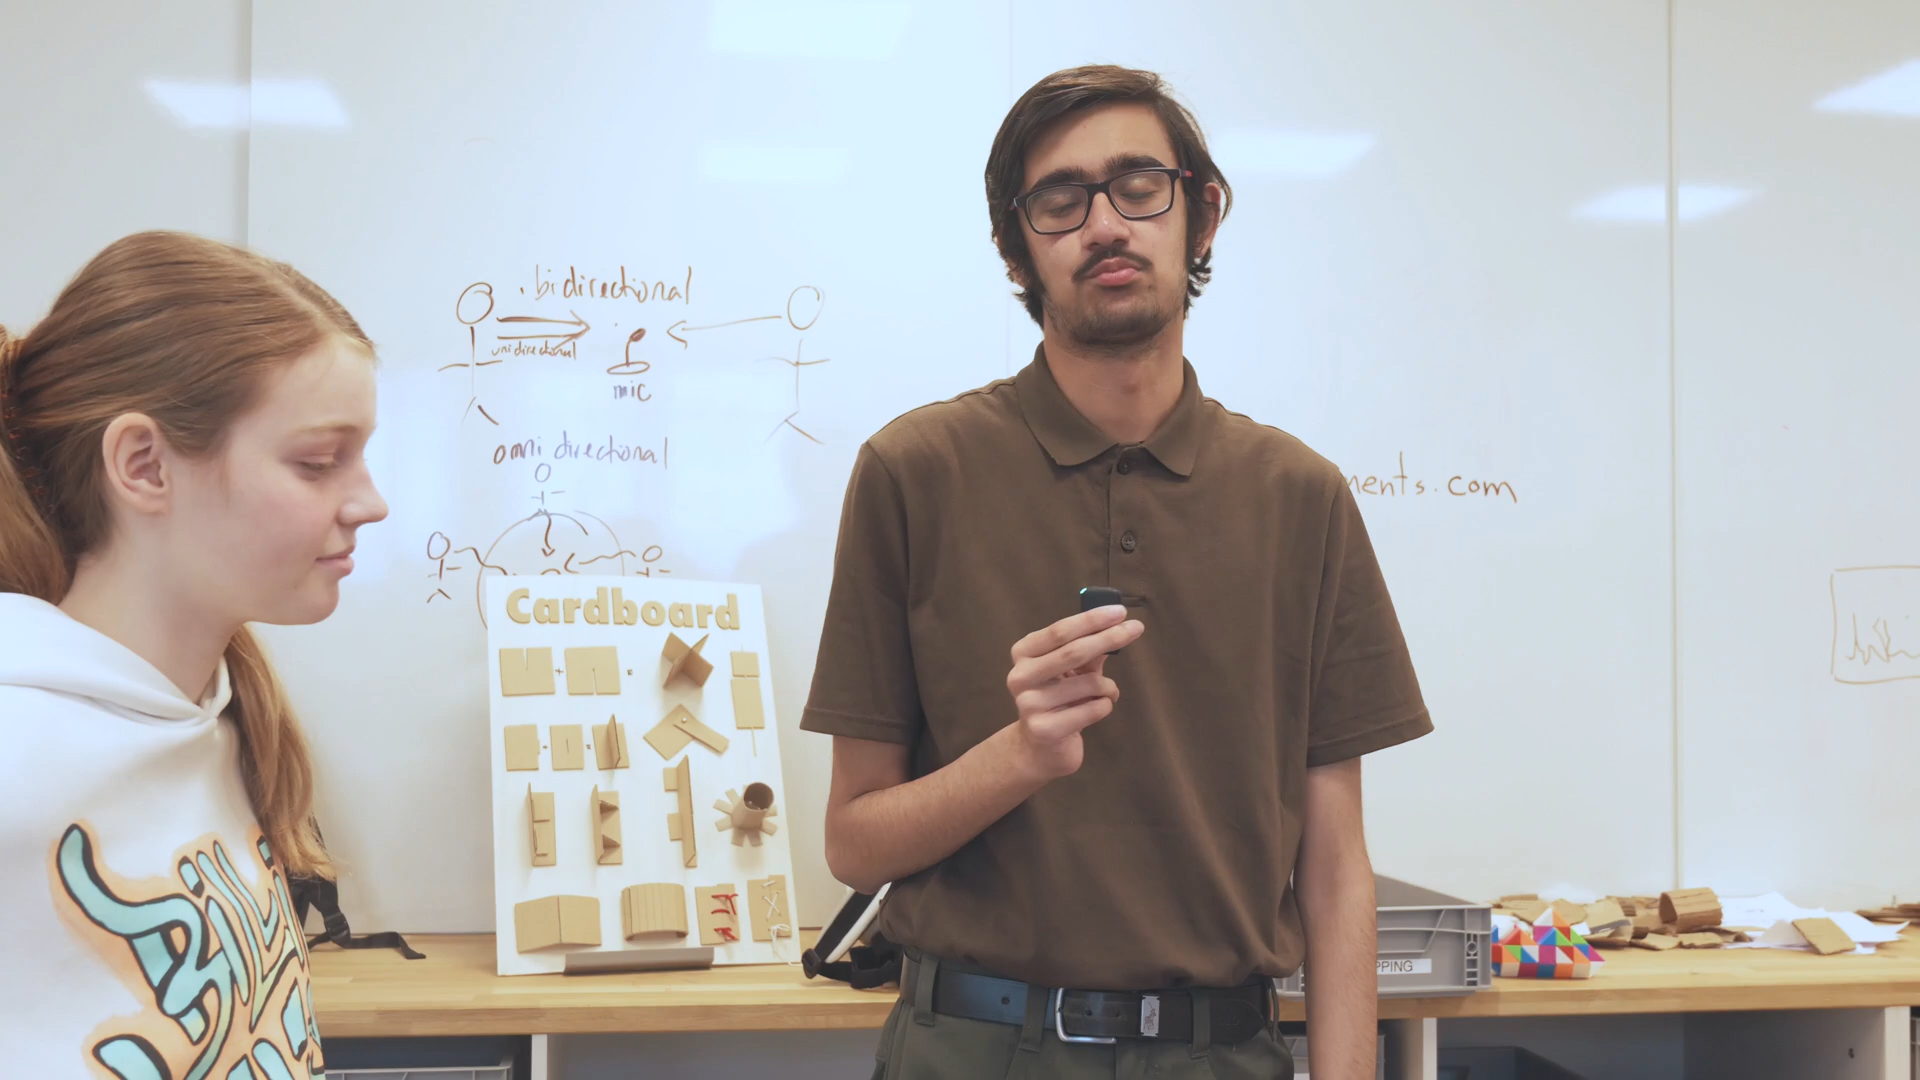 bidirectional
unidirectional
mic
omni directional
ments.com
Cardboard
PPING